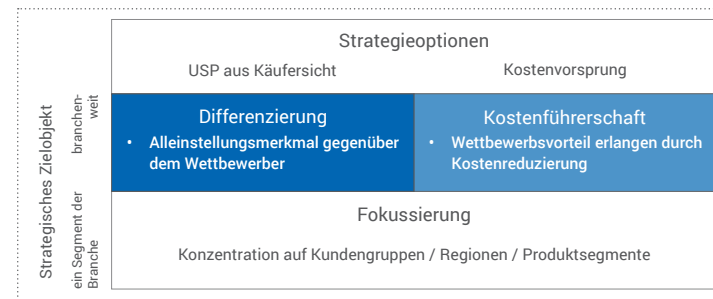 Strategieoptionen
USP aus Käufersicht
Kostenvorsprung
Strategisches Zielobjekt
branchen-
weit
Differenzierung
• Alleinstellungsmerkmal gegenüber
dem Wettbewerber
Kostenführerschaft
• Wettbewerbsvorteil erlangen durch
Kostenreduzierung
ein Segment der
Branche
Fokussierung
Konzentration auf Kundengruppen / Regionen / Produktsegmente